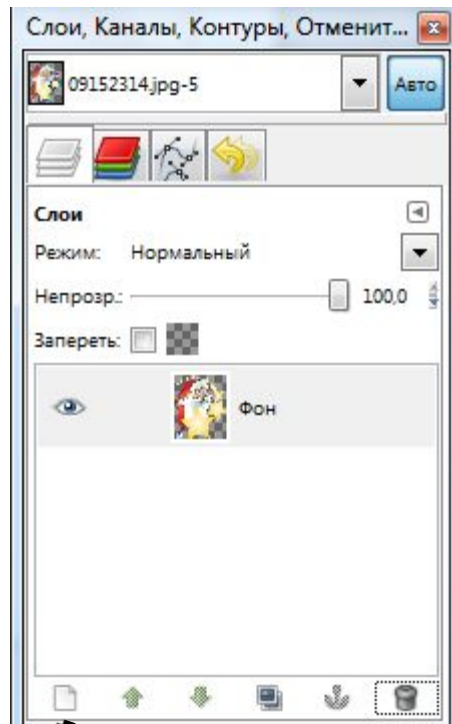 Слои, Каналы, Контуры, Отменит...
09152314.jpg-5
Авто
Слои
Режим: Нормальный
Непрозр.: 100,0
Запереть:
Фон